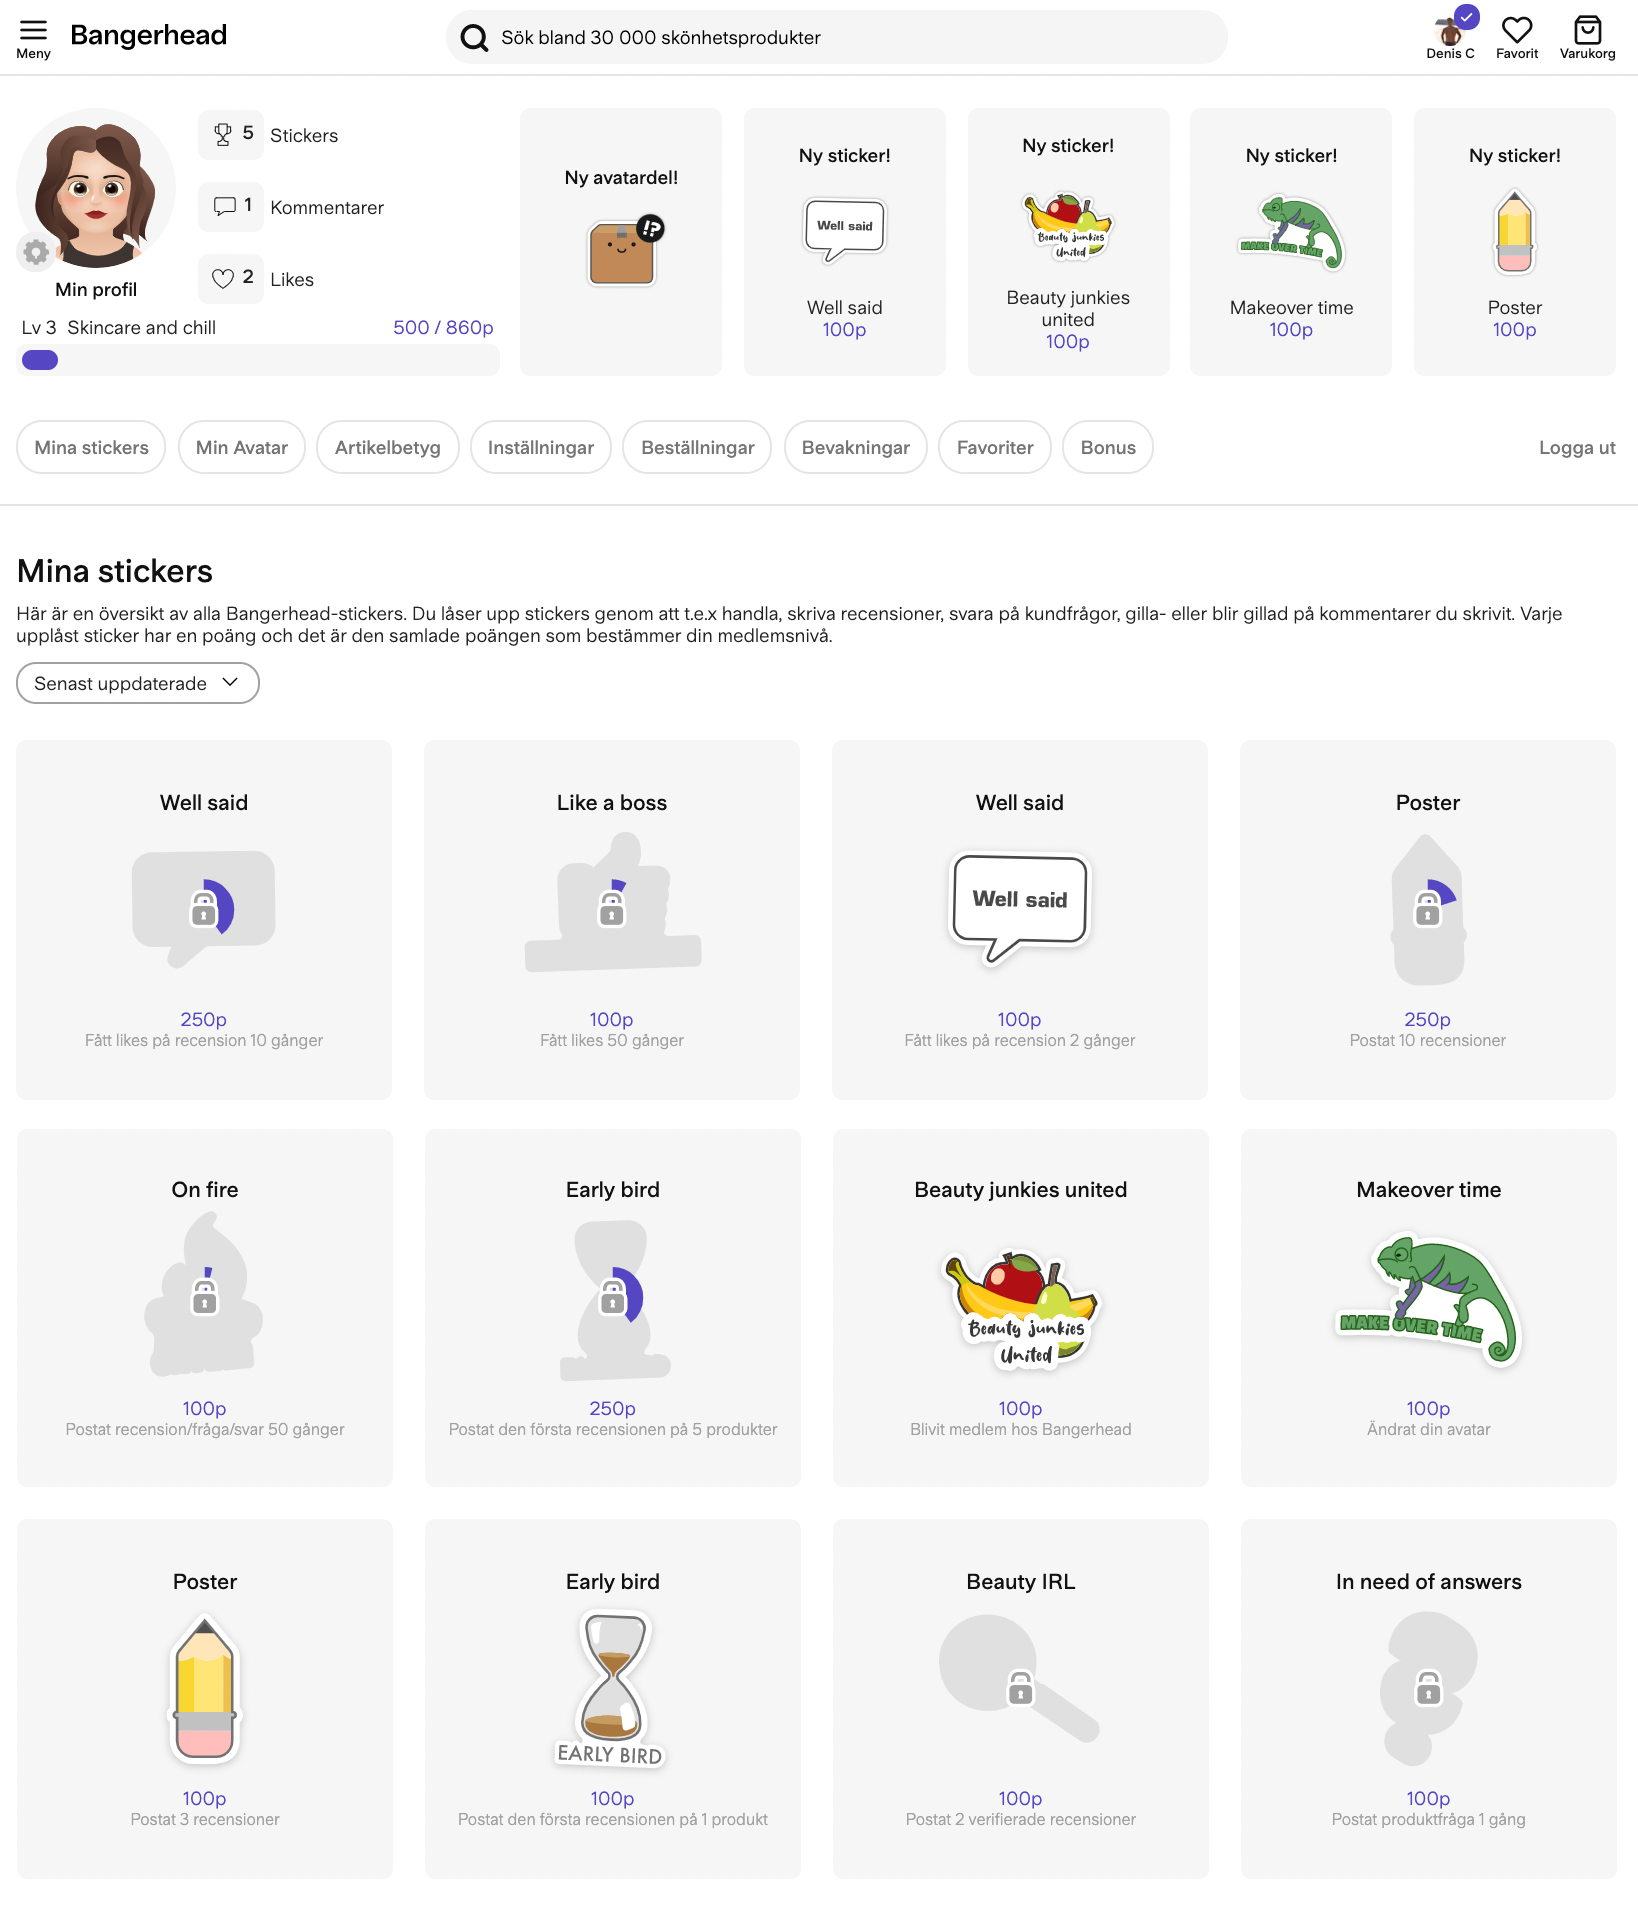 Meny
Bangerhead
Sök bland 30 000 skönhetsprodukter
Denis C
Favorit
Varukorg
Min profil
5 Stickers
1 Kommentarer
2 Likes
Lv 3 Skincare and chill
500 / 860p
Ny avatardel!
!?
Ny sticker!
Well said
Well said
100p
Ny sticker!
Beauty junkies
United
Beauty junkies
united
100p
Ny sticker!
MAKE OVER TIME
Makeover time
100p
Ny sticker!
Poster
100p
Mina stickers
Min Avatar
Artikelbetyg
Inställningar
Beställningar
Bevakningar
Favoriter
Bonus
Logga ut
Mina stickers
Här är en översikt av alla Bangerhead-stickers. Du låser upp stickers genom att t.e.x handla, skriva recensioner, svara på kundfrågor, gilla- eller blir gillad på kommentarer du skrivit. Varje
upplåst sticker har en poäng och det är den samlade poängen som bestämmer din medlemsnivå.
Senast uppdaterade
Well said
250p
Fått likes på recension 10 gånger
Like a boss
100p
Fått likes 50 gånger
Well said
Well said
100p
Fått likes på recension 2 gånger
Poster
250p
Postat 10 recensioner
On fire
100p
Postat recension/fråga/svar 50 gånger
Early bird
250p
Postat den första recensionen på 5 produkter
Beauty junkies united
Beauty junkies
United
100p
Blivit medlem hos Bangerhead
Makeover time
MAKE OVER TIME
100p
Ändrat din avatar
Poster
100p
Postat 3 recensioner
Early bird
EARLY BIRD
100p
Postat den första recensionen på 1 produkt
Beauty IRL
100p
Postat 2 verifierade recensioner
In need of answers
100p
Postat produktfråga 1 gång